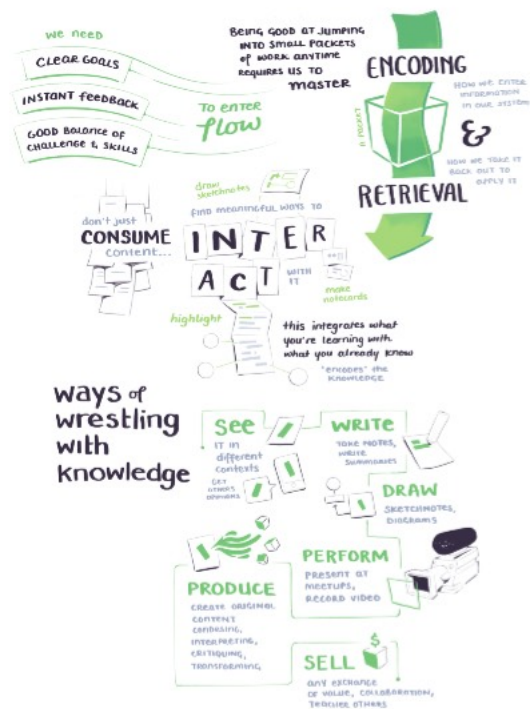 we need
CLEAR GOALS
INSTANT FEEDBACK
GOOD BALANCE OF
CHALLENGE & SKILLS
TO ENTER
flow
BEING GOOD AT JUMPING
INTO SMALL PACKETS
OF WORK ANYTIME
REQUIRES US TO
MASTER
ENCODING
HOW WE ENTER
INFORMATION
IN OUR SYSTEM
A PACKET
&
HOW WE TAKE IT
BACK OUT TO
APPLY IT
RETRIEVAL
don't just
CONSUME
content...
draw
sketchnotes
FIND MEANINGFUL WAYS TO
INTER
ACT
WITH
IT
make
notecards
highlight
this integrates what
you're learning with
what you already know
"encodes" the
KNOWLEDGE
ways of
wrestling
with
knowledge
SEE
IT IN
different
contexts
GET
OTHERS
OPINIONS
WRITE
TAKE NOTES,
WRITE
SUMMARIES
DRAW
SKETCHNOTES,
DIAGRAMS
PERFORM
PRESENT AT
MEETUPS,
RECORD VIDEO
PRODUCE
CREATE ORIGINAL
CONTENT
CONDENSING,
INTERPRETING,
CRITIQUING,
TRANSFORMING
SELL
$
ANY EXCHANGE
OF VALUE, COLLABORATION,
TEACHER OTHERS